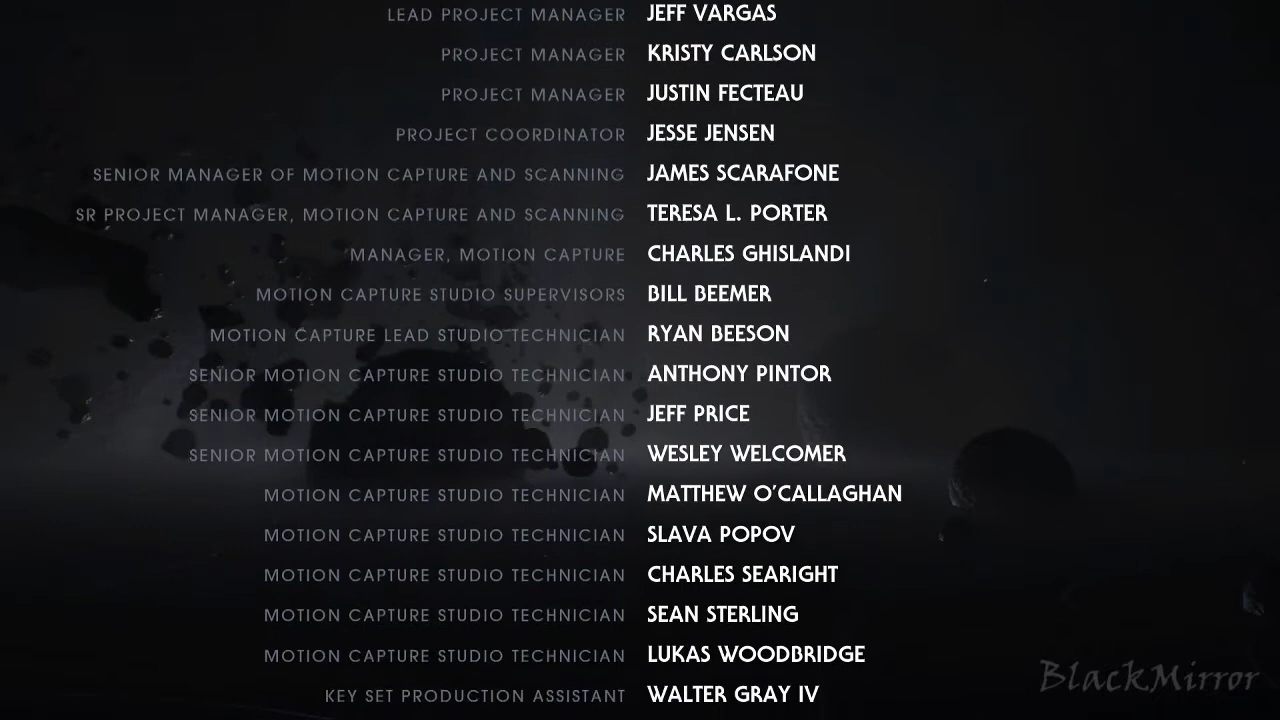 LEAD PROJECT MANAGER JEFF VARGAS
PROJECT MANAGER KRISTY CARLSON
PROJECT MANAGER JUSTIN FECTEAU
PROJECT COORDINATOR JESSE JENSEN
SENIOR MANAGER OF MOTION CAPTURE AND SCANNING JAMES SCARAFONE
SR PROJECT MANAGER, MOTION CAPTURE AND SCANNING TERESA L. PORTER
MANAGER, MOTION CAPTURE CHARLES GHISLANDI
MOTION CAPTURE STUDIO SUPERVISORS BILL BEEMER
MOTION CAPTURE LEAD STUDIO TECHNICIAN RYAN BEESON
SENIOR MOTION CAPTURE STUDIO TECHNICIAN ANTHONY PINTOR
SENIOR MOTION CAPTURE STUDIO TECHNICIAN JEFF PRICE
SENIOR MOTION CAPTURE STUDIO TECHNICIAN WESLEY WELCOMER
MOTION CAPTURE STUDIO TECHNICIAN MATTHEW O'CALLAGHAN
MOTION CAPTURE STUDIO TECHNICIAN SLAVA POPOV
MOTION CAPTURE STUDIO TECHNICIAN CHARLES SEARIGHT
MOTION CAPTURE STUDIO TECHNICIAN SEAN STERLING
MOTION CAPTURE STUDIO TECHNICIAN LUKAS WOODBRIDGE
KEY SET PRODUCTION ASSISTANT WALTER GRAY IV
BlackMirror